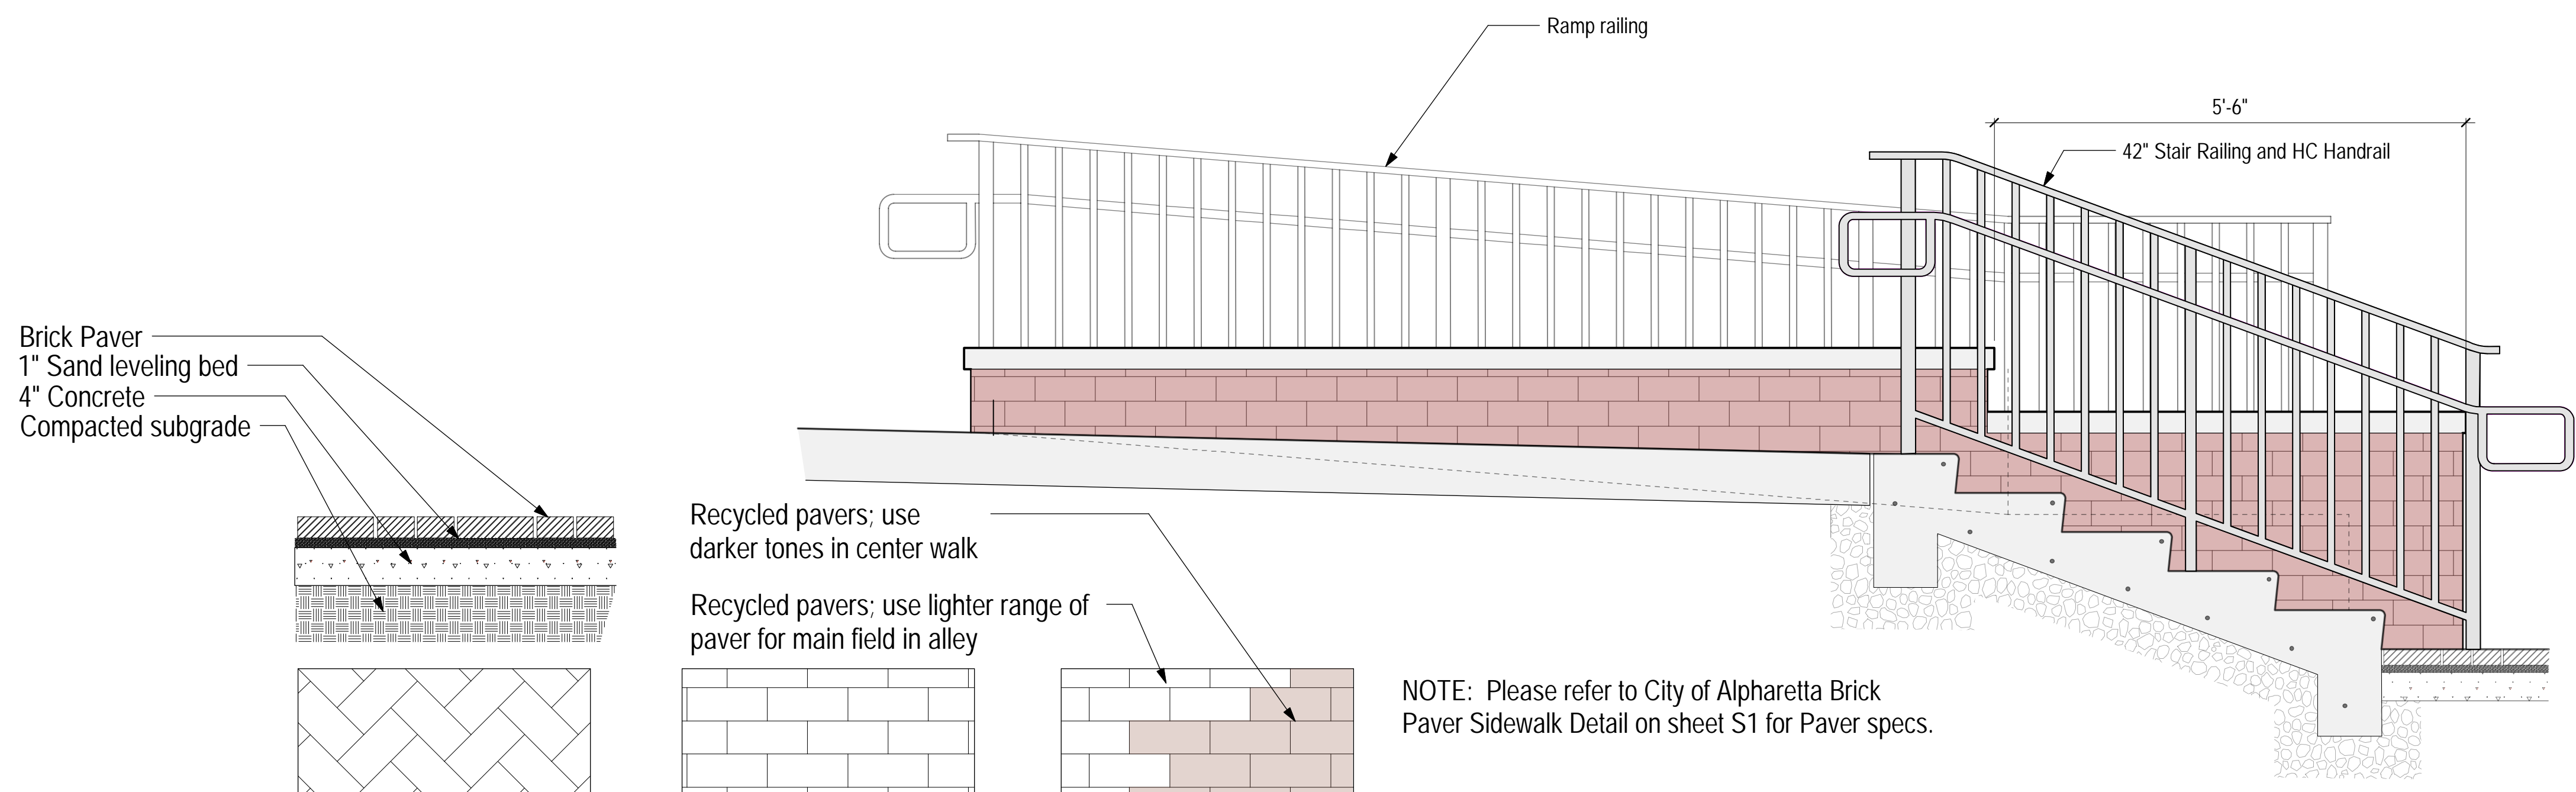 Ramp railing
5'-6"
42" Stair Railing and HC Handrail
Brick Paver
1" Sand leveling bed
4" Concrete
Compacted subgrade
Recycled pavers; use
darker tones in center walk
Recycled pavers; use lighter range of
paver for main field in alley
NOTE:  Please refer to City of Alpharetta Brick
Paver Sidewalk Detail on sheet S1 for Paver specs.